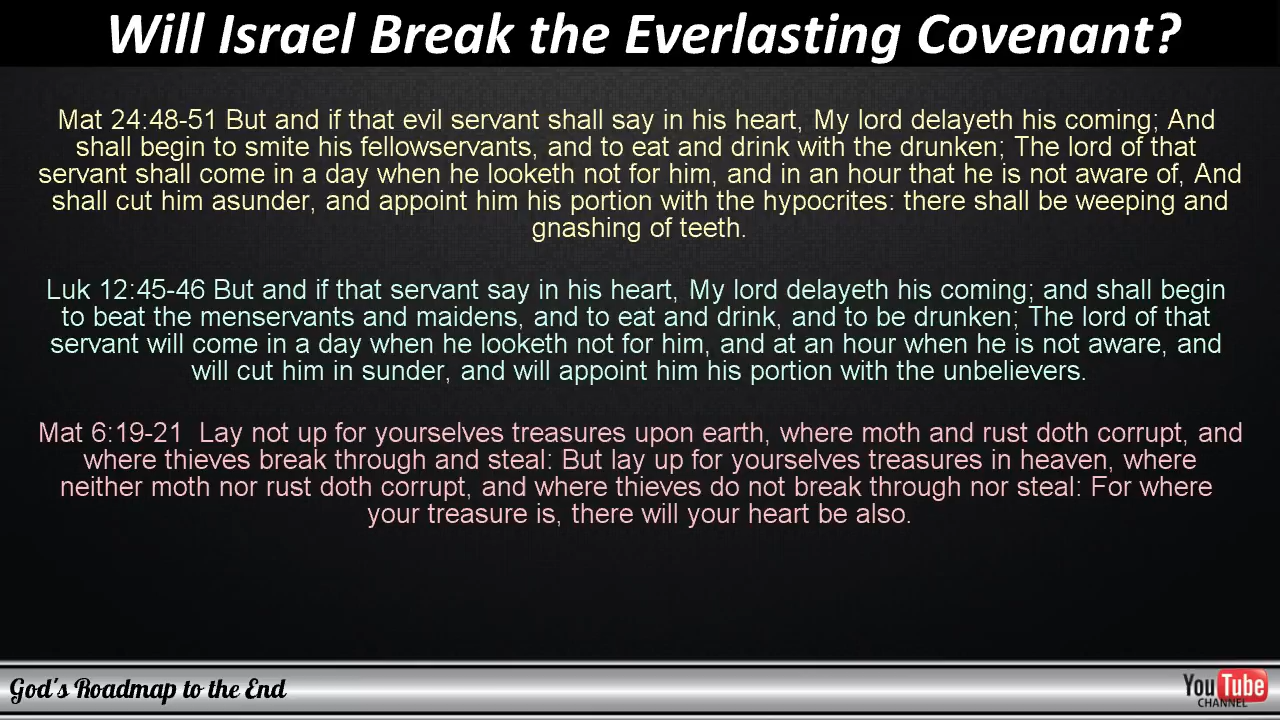 Will Israel Break the Everlasting Covenant?
Mat 24:48-51 But and if that evil servant shall say in his heart, My lord delayeth his coming; And
shall begin to smite his fellowservants, and to eat and drink with the drunken; The lord of that
servant shall come in a day when he looketh not for him, and in an hour that he is not aware of, And
shall cut him asunder, and appoint him his portion with the hypocrites: there shall be weeping and
gnashing of teeth.
Luk 12:45-46 But and if that servant say in his heart, My lord delayeth his coming; and shall begin
to beat the menservants and maidens, and to eat and drink, and to be drunken; The lord of that
servant will come in a day when he looketh not for him, and at an hour when he is not aware, and
will cut him in sunder, and will appoint him his portion with the unbelievers.
Mat 6:19-21 Lay not up for yourselves treasures upon earth, where moth and rust doth corrupt, and
where thieves break through and steal: But lay up for yourselves treasures in heaven, where
neither moth nor rust doth corrupt, and where thieves do not break through nor steal: For where
your treasure is, there will your heart be also.
God's Roadmap to the End
YouTube
CHANNEL